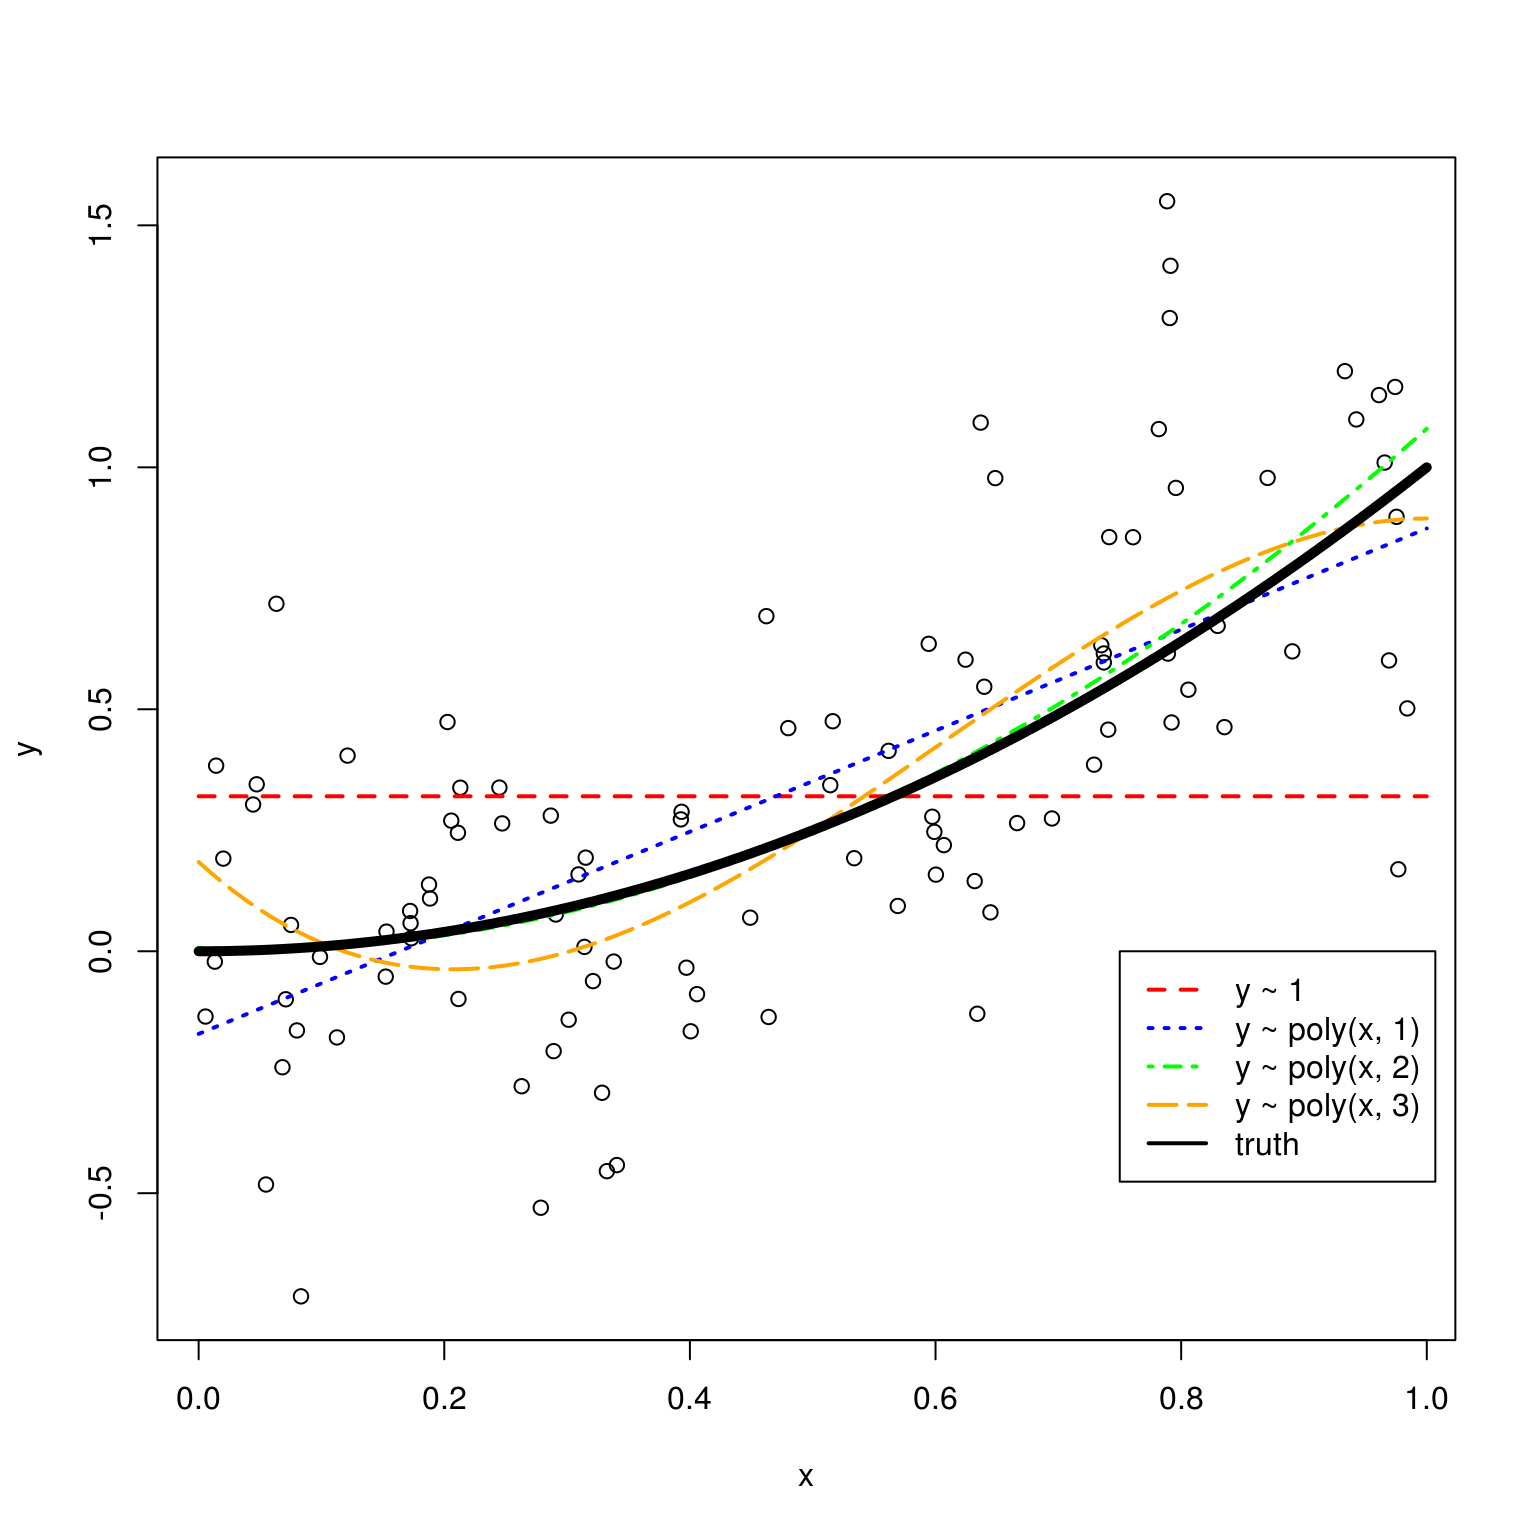 1.5
1.0
0.5
0.0
-0.5
y
0.0 0.2 0.4 0.6 0.8 1.0
x
y ~ 1
y ~ poly(x, 1)
y ~ poly(x, 2)
y ~ poly(x, 3)
truth